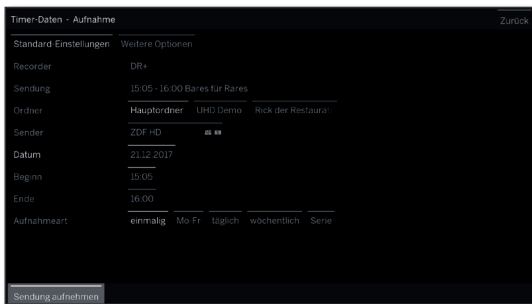 Timer-Daten - Aufnahme Zurück
Standard-Einstellungen Weitere Optionen
Recorder DR+
Sendung 15:05 - 16:00 Bares für Rares
Ordner Hauptordner UHD Demo Rick der Restaurat
Sender ZDF HD
Datum 21.12.2017
Beginn 15:05
Ende 16:00
Aufnahmeart einmalig Mo-Fr täglich wöchentlich Serie
Sendung aufnehmen